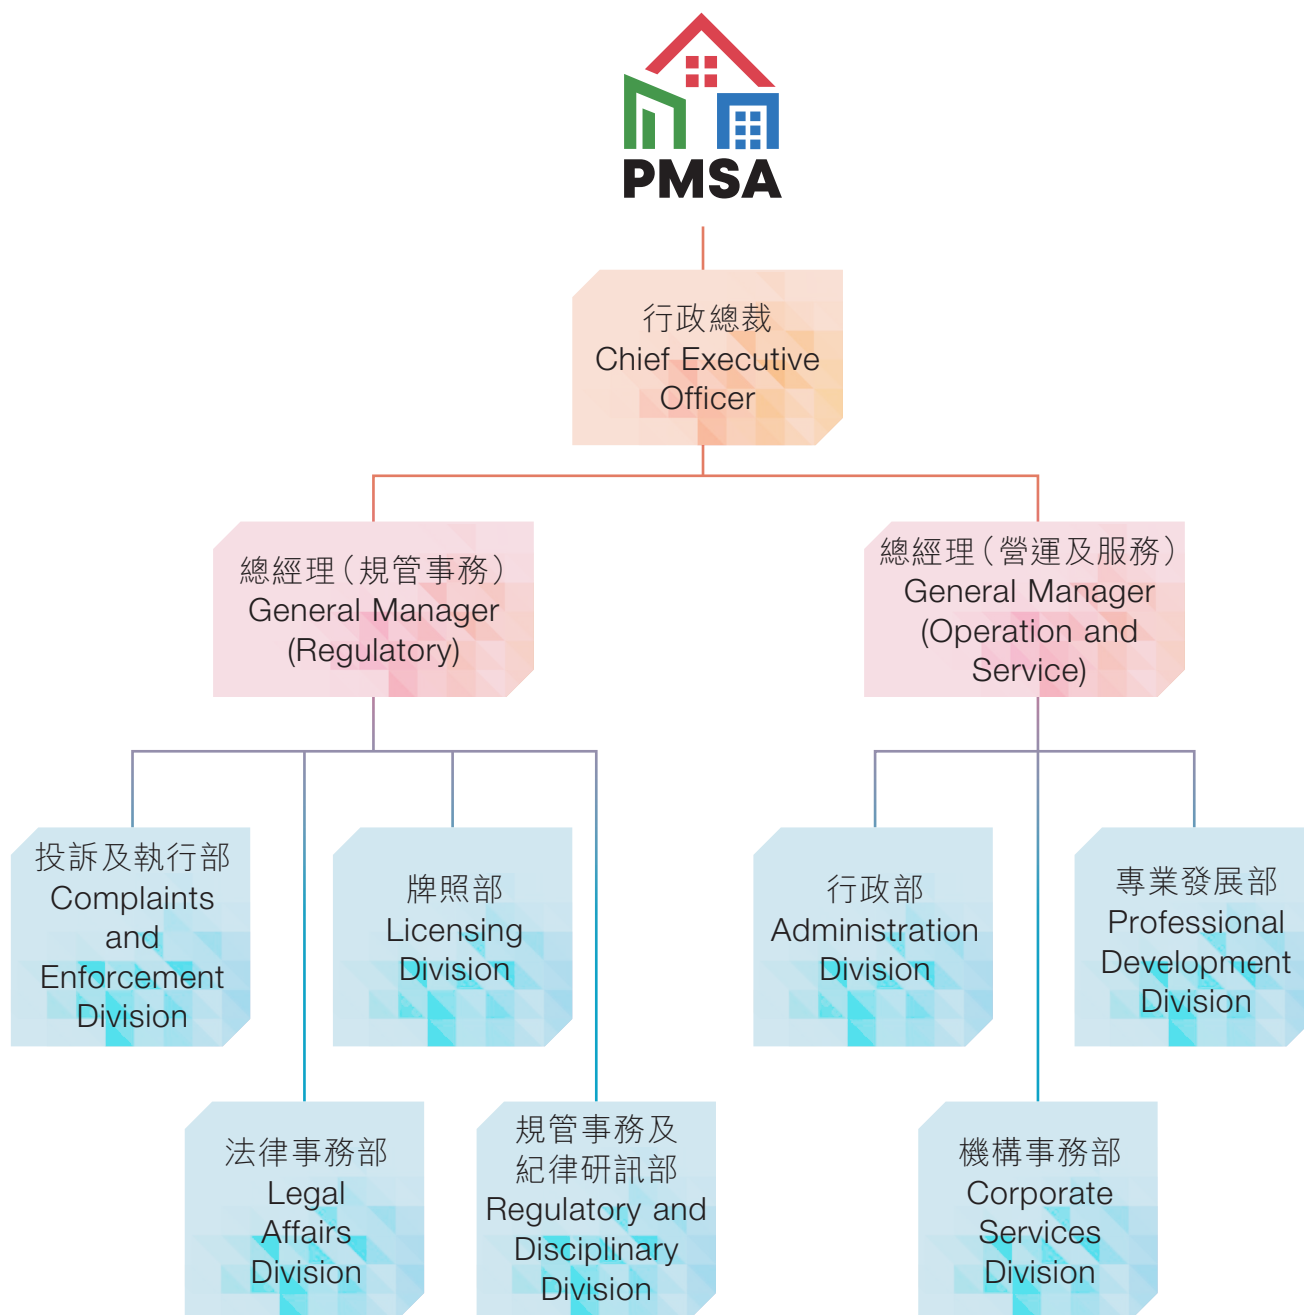 PMSA
行政總裁
Chief Executive
Officer
總經理（規管事務）
General Manager
(Regulatory)
總經理（營運及服務）
General Manager
(Operation and
Service)
投訴及執行部
Complaints
and
Enforcement
Division
牌照部
Licensing
Division
行政部
Administration
Division
專業發展部
Professional
Development
Division
法律事務部
Legal
Affairs
Division
規管事務及
紀律研訊部
Regulatory and
Disciplinary
Division
機構事務部
Corporate
Services
Division